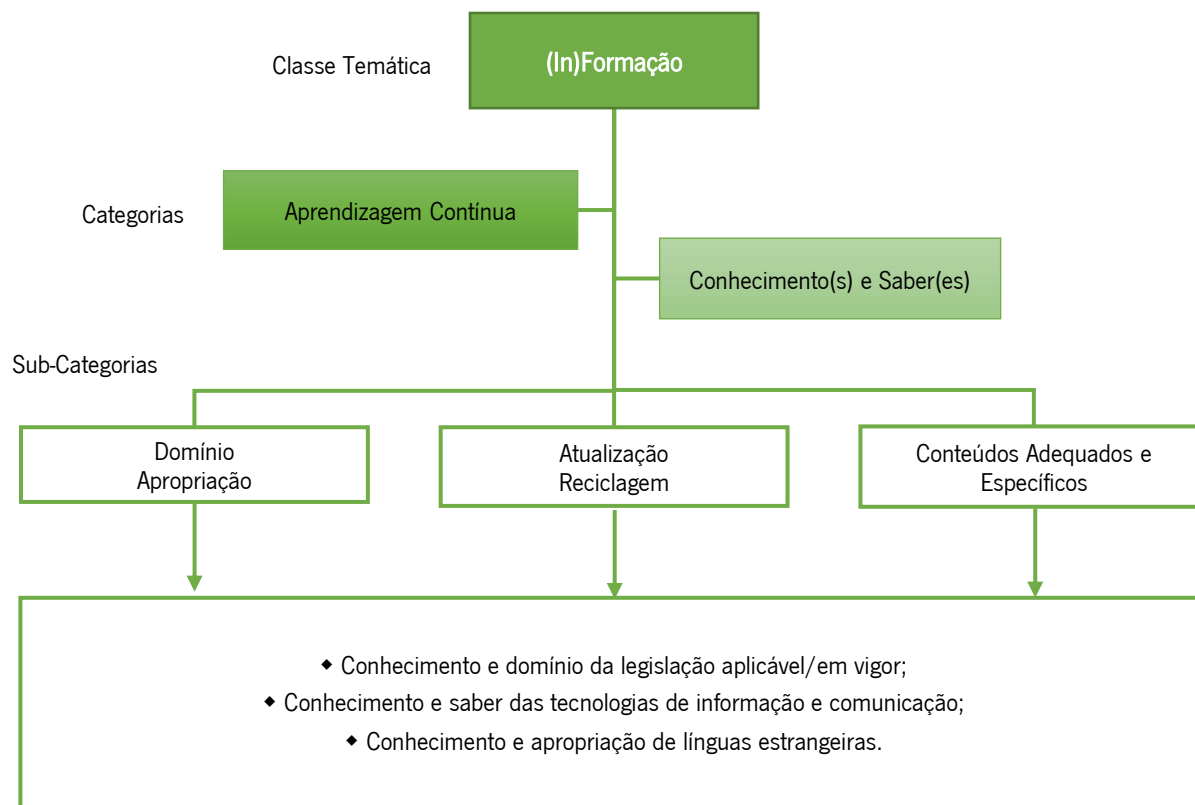 Classe Temática
(In)Formação
Categorias
Aprendizagem Contínua
Conhecimento(s) e Saber(es)
Sub-Categorias
Domínio
Apropriação
Atualização
Reciclagem
Conteúdos Adequados e
Específicos
◆ Conhecimento e domínio da legislação aplicável/em vigor;
◆ Conhecimento e saber das tecnologias de informação e comunicação;
◆ Conhecimento e apropriação de línguas estrangeiras.